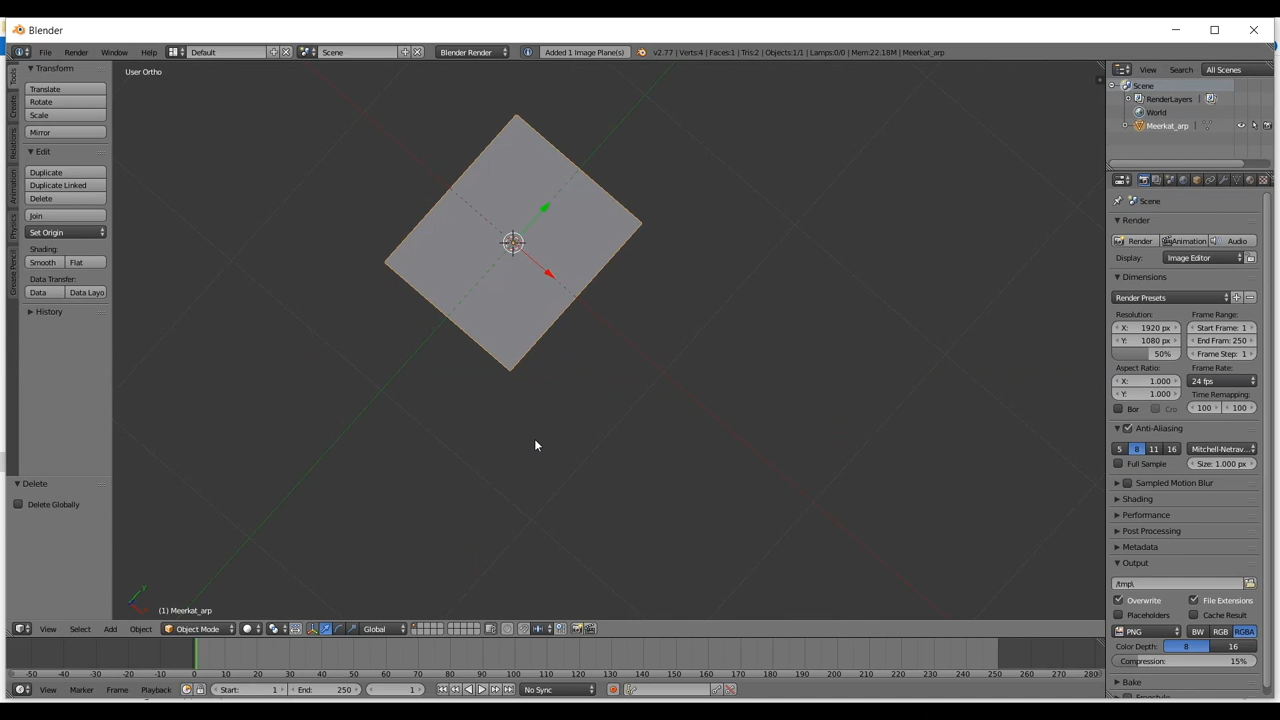 Blender
File Render Window Help Default Scene Blender Render Added 1 Image Plane(s) v2.77 | Verts:4 | Faces:1 | Tris:2 | Objects:1/1 | Lamps:0/0 | Mem:22.18M | Meerkat_arp
Tools
Create
Relations
Animation
Physics
Grease Pencil
Transform
Translate
Rotate
Scale
Mirror
Edit
Duplicate
Duplicate Linked
Delete
Join
Set Origin
Shading:
Smooth Flat
Data Transfer:
Data Data Layo
History
Delete
Delete Globally
User Ortho
(1) Meerkat_arp
View Select Add Object Object Mode Global
-50 -40 -30 -20 -10 0 10 20 30 40 50 60 70 80 90 100 110 120 130 140 150 160 170 180 190 200 210 220 230 240 250 260 270 280
View Marker Frame Playback Start: 1 End: 250 1 No Sync
View Search All Scenes
Scene
RenderLayers
World
Meerkat_arp
Scene
Render
Render Animation Audio
Display: Image Editor
Dimensions
Render Presets
Resolution: Frame Range:
X: 1920 px Start Frame: 1
Y: 1080 px End Fram: 250
50% Frame Step: 1
Aspect Ratio: Frame Rate:
X: 1.000 24 fps
Y: 1.000 Time Remapping:
Bor Cro 100 100
Anti-Aliasing
5 8 11 16 Mitchell-Netrav...
Full Sample Size: 1.000 px
Sampled Motion Blur
Shading
Performance
Post Processing
Metadata
Output
/tmp\
Overwrite File Extensions
Placeholders Cache Result
PNG BW RGB RGBA
Color Depth: 8 16
Compression: 15%
Bake